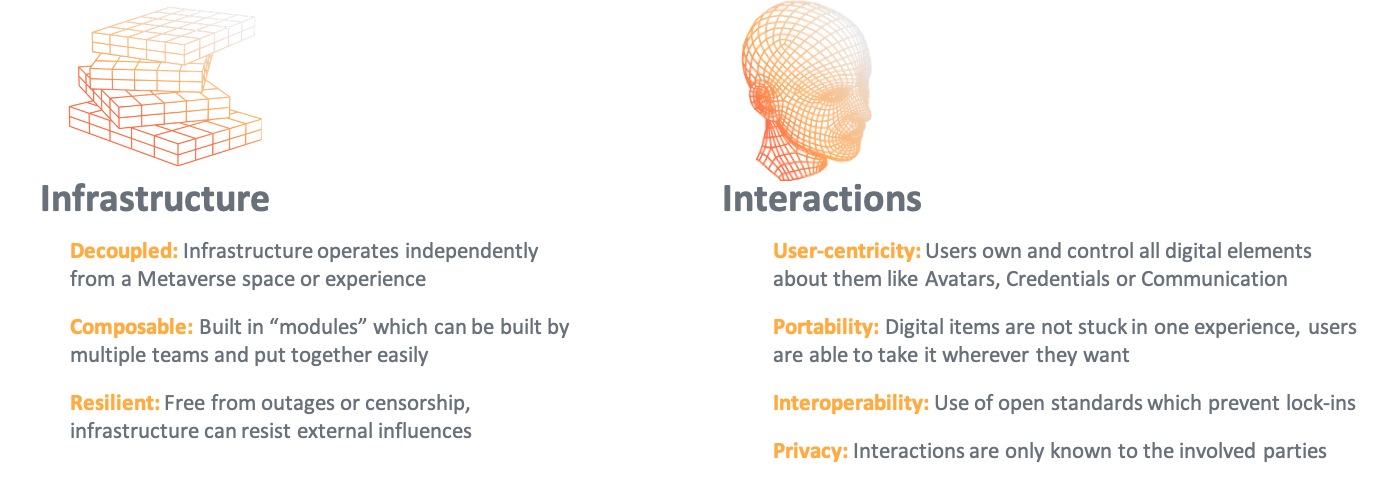 Infrastructure
Decoupled: Infrastructure operates independently
from a Metaverse space or experience
Composable: Built in “modules” which can be built by
multiple teams and put together easily
Resilient: Free from outages or censorship,
infrastructure can resist external influences
Interactions
User-centricity: Users own and control all digital elements
about them like Avatars, Credentials or Communication
Portability: Digital items are not stuck in one experience, users
are able to take it wherever they want
Interoperability: Use of open standards which prevent lock-ins
Privacy: Interactions are only known to the involved parties